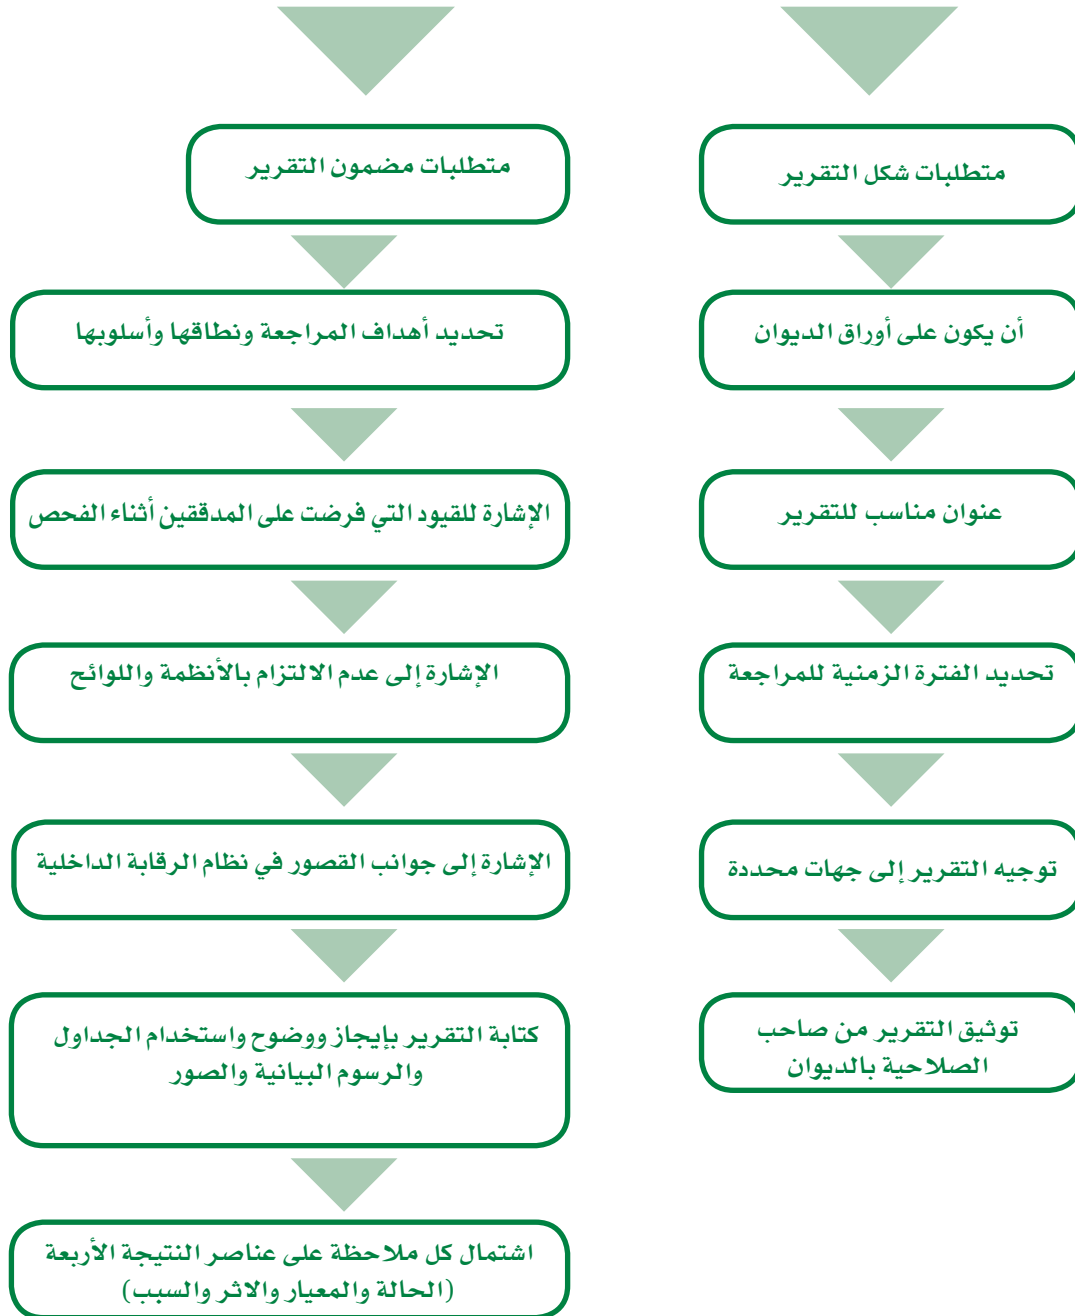 متطلبات شكل التقرير
أن يكون على أوراق الديوان
عنوان مناسب للتقرير
تحديد الفترة الزمنية للمراجعة
توجيه التقرير إلى جهات محددة
توثيق التقرير من صاحب
الصلاحية بالديوان
متطلبات مضمون التقرير
تحديد أهداف المراجعة ونطاقها وأسلوبها
الإشارة للقيود التي فرضت على المدققين أثناء الفحص
الإشارة إلى عدم الالتزام بالأنظمة واللوائح
الإشارة إلى جوانب القصور في نظام الرقابة الداخلية
كتابة التقرير بإيجاز ووضوح واستخدام الجداول
والرسوم البيانية والصور
اشتمال كل ملاحظة على عناصر النتيجة الأربعة
(الحالة والمعيار والاثر والسبب)